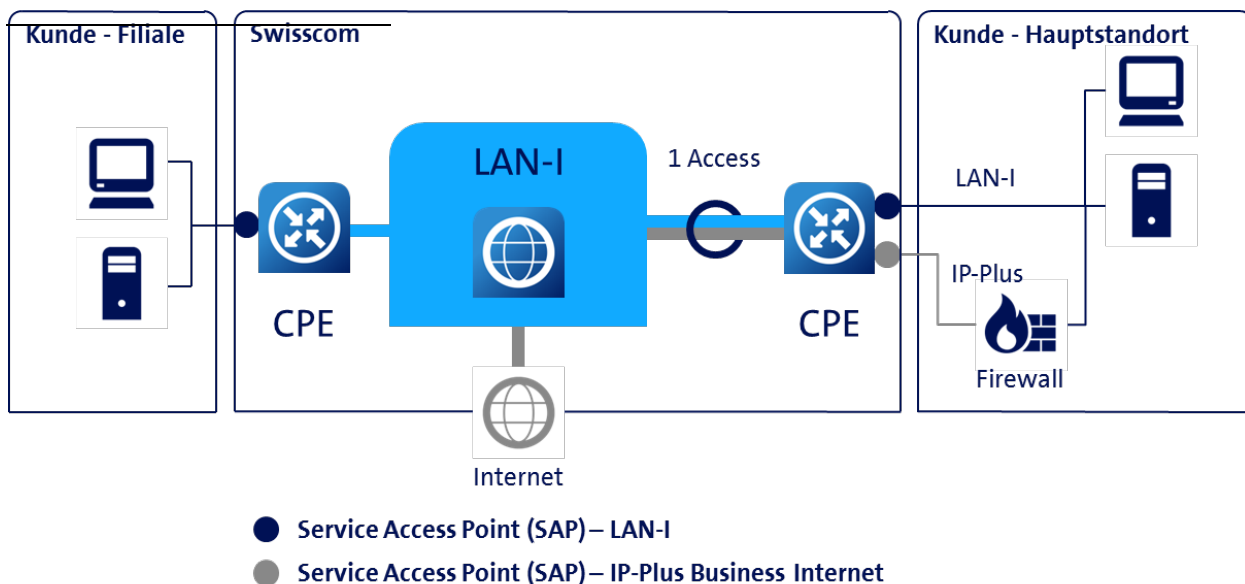 Kunde - Filiale
Swisscom
Kunde - Hauptstandort
LAN-I
1 Access
LAN-I
CPE
CPE
IP-Plus
Firewall
Internet
Service Access Point (SAP) – LAN-I
Service Access Point (SAP) – IP-Plus Business Internet